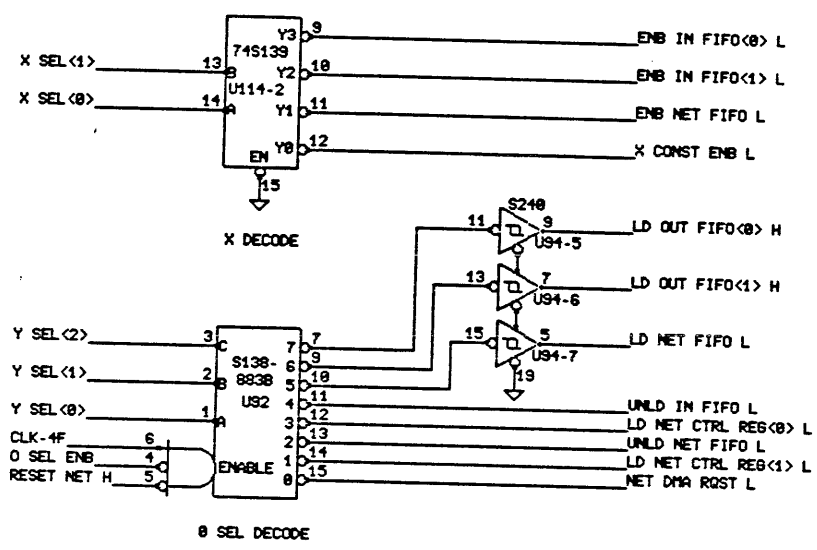 Y3 9 ENB IN FIFO<0> L
74S139
X SEL<1> 13 B Y2 10 ENB IN FIFO<1> L
U114-2
X SEL<0> 14 A Y1 11 ENB NET FIFO L
Y0 12 X CONST ENB L
EN
15
X DECODE
S240
11 9 LD OUT FIFO<0> H
U94-5
13 7 LD OUT FIFO<1> H
U94-6
15 5 LD NET FIFO L
U94-7
19
Y SEL<2> 3 C 7 7
S138-
883B
6 9
Y SEL<1> 2 B 5 10
U92
4 11 UNLD IN FIFO L
Y SEL<0> 1 A 3 12 LD NET CTRL REG<0> L
CLK-4F 6 2 13 UNLD NET FIFO L
O SEL ENB 4 ENABLE 1 14 LD NET CTRL REG<1> L
RESET NET H 5 0 15 NET DMA RQST L
0 SEL DECODE